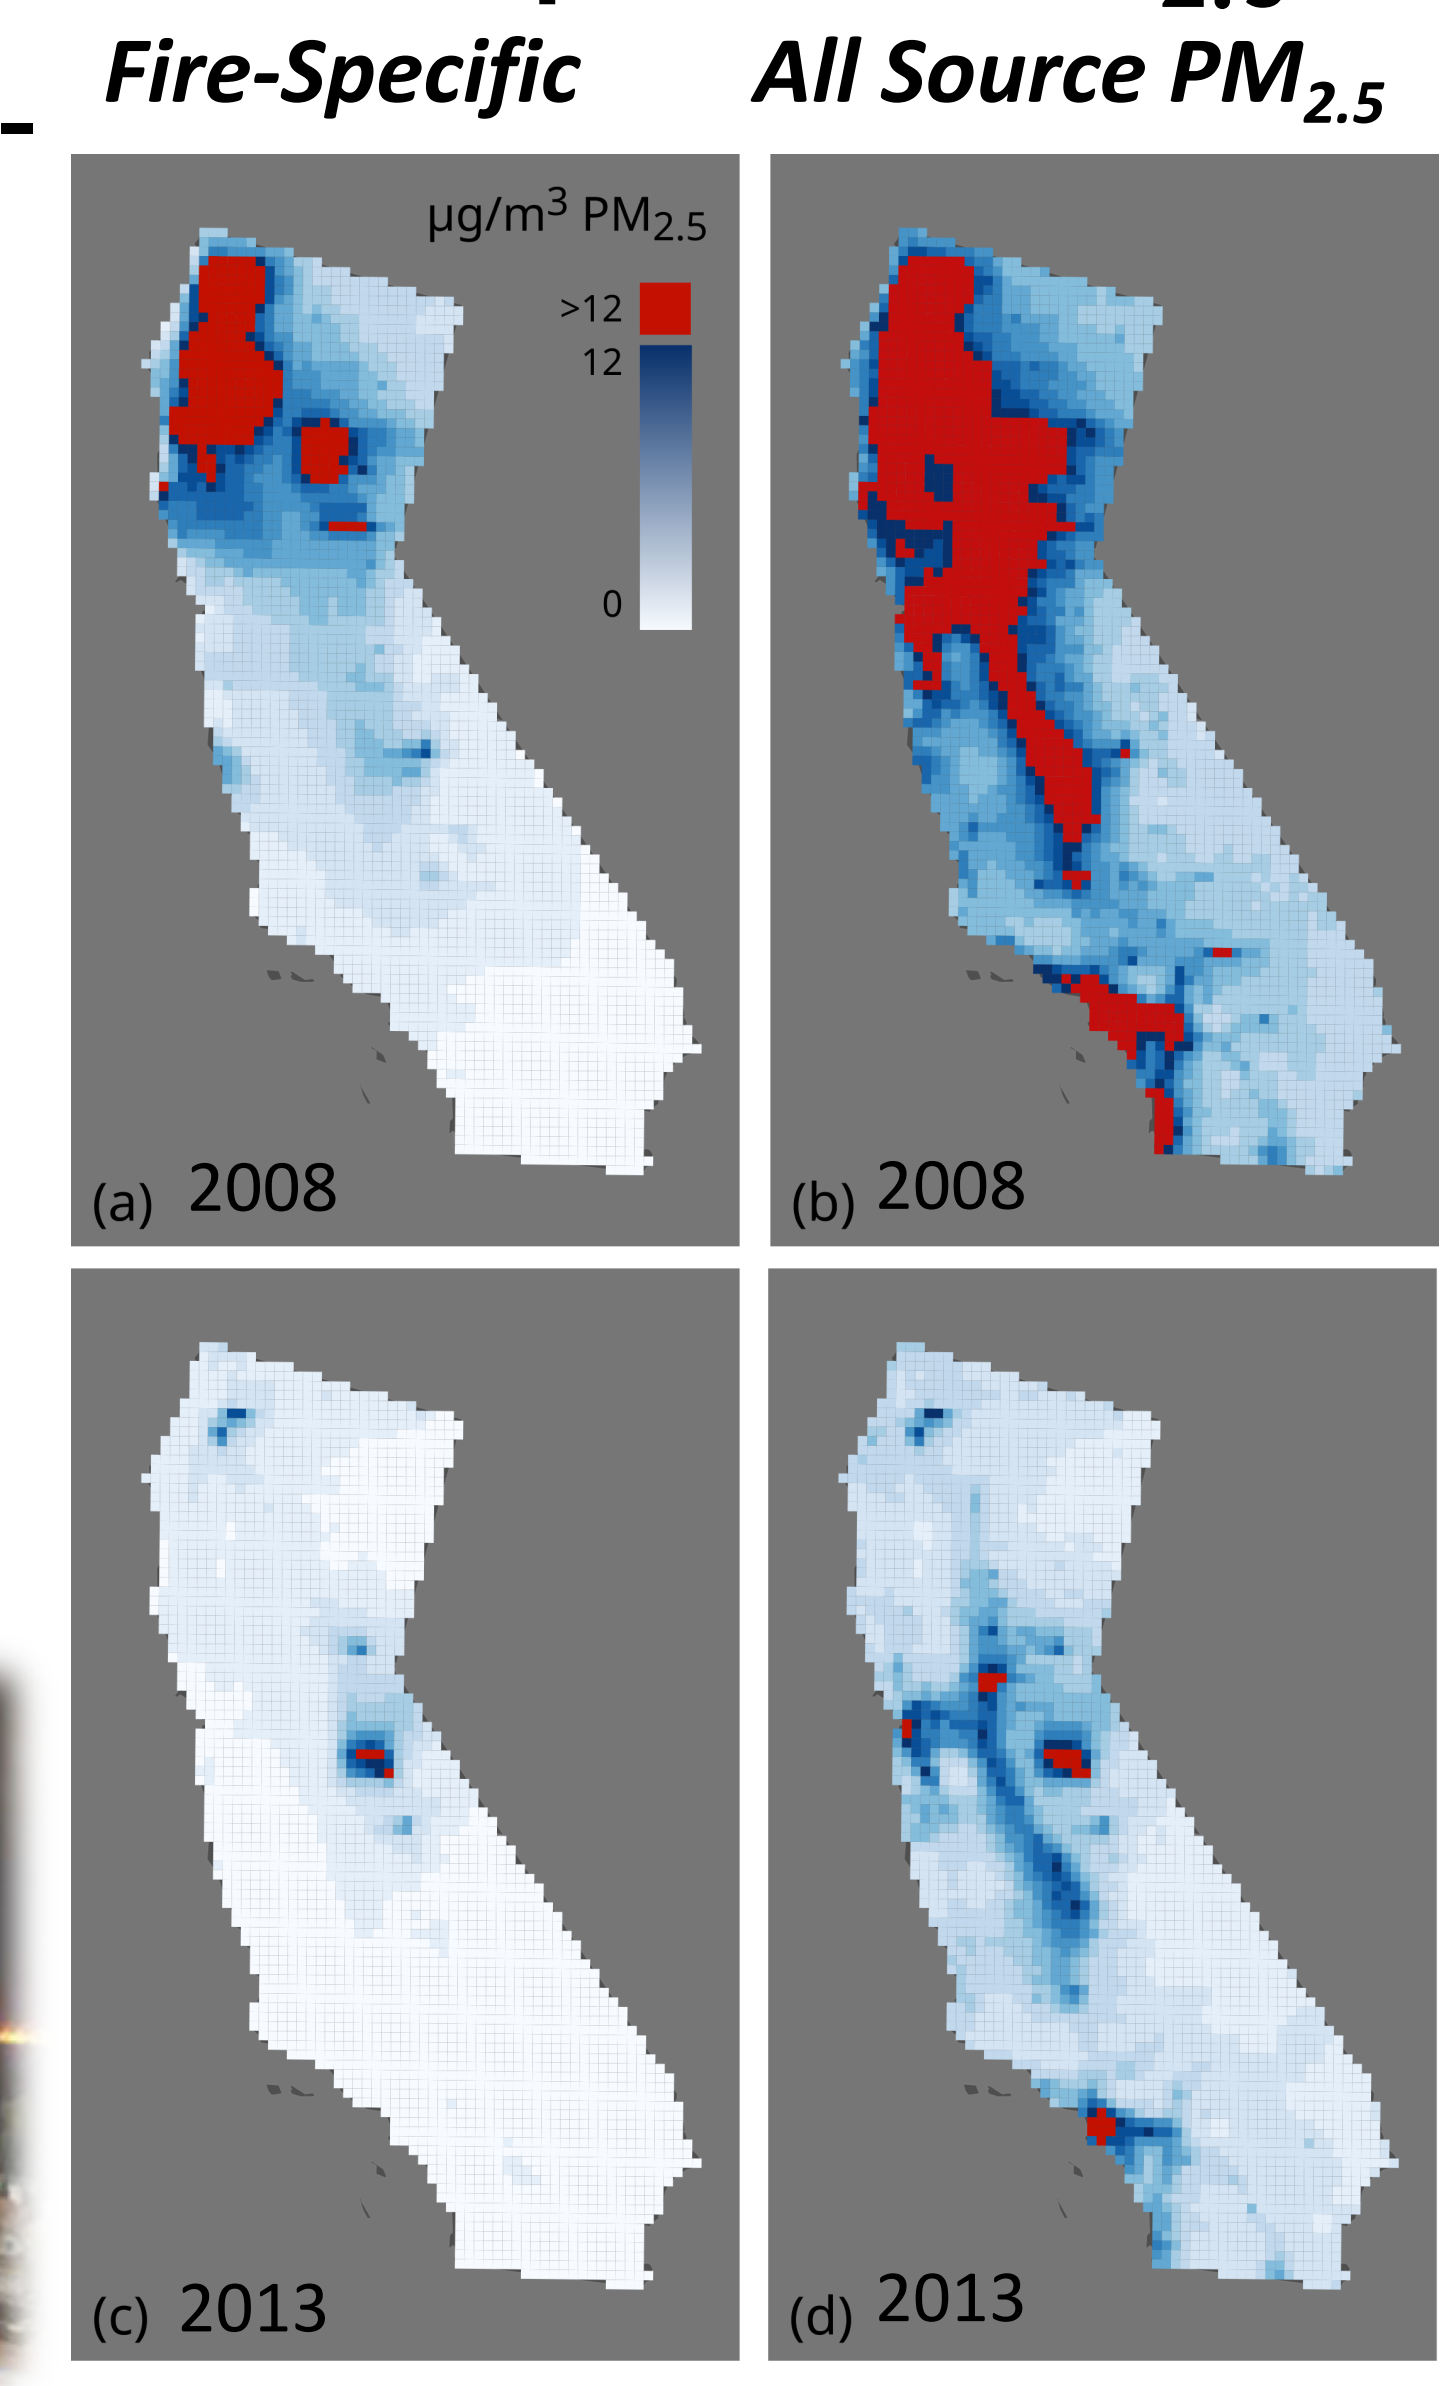 Fire-Specific All Source PM2.5
µg/m³ PM2.5
>12
12
0
(a) 2008
(b) 2008
(c) 2013
(d) 2013